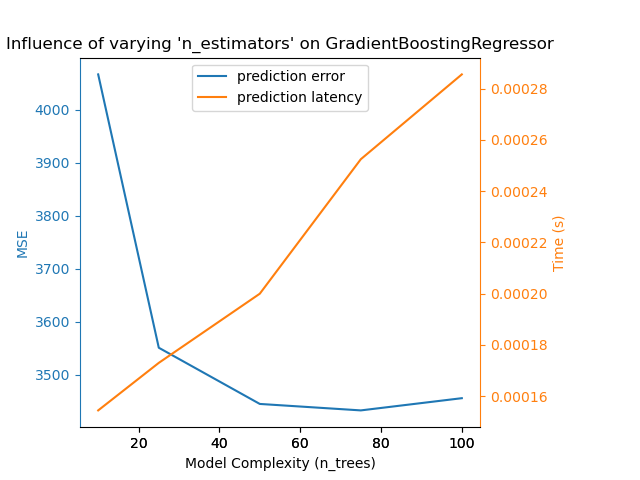 Influence of varying 'n_estimators' on GradientBoostingRegressor
prediction error
prediction latency
4000
3900
3800
3700
3600
3500
MSE
0.00028
0.00026
0.00024
0.00022
0.00020
0.00018
0.00016
Time (s)
20 40 60 80 100
Model Complexity (n_trees)